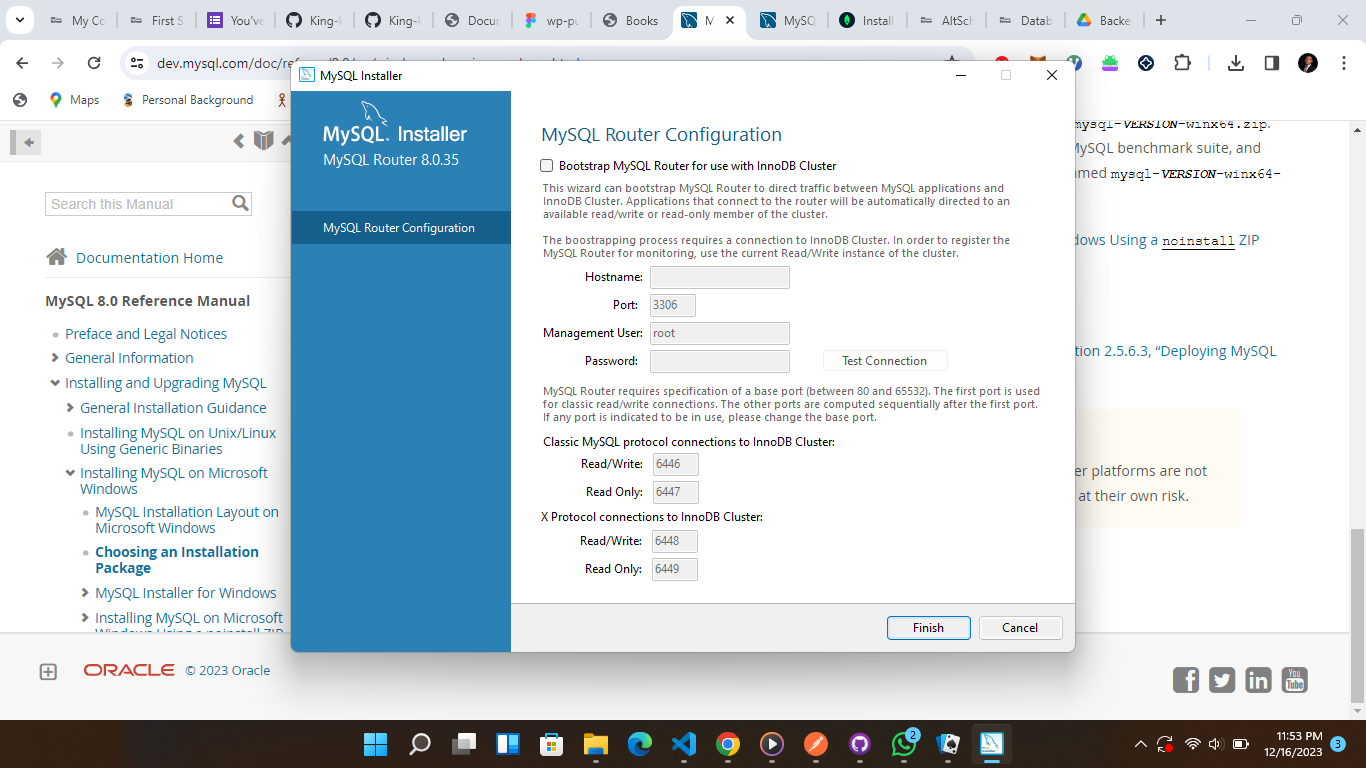 My Co
First S
You've
King-k
King-k
Docur
wp-pu
Books
M
MySQ
Install
AltSch
Datab
Backe
dev.mysql.com/doc/
Maps
Personal Background
MySQL Installer
MySQL. Installer
MySQL Router 8.0.35
MySQL Router Configuration
MySQL Router Configuration
Bootstrap MySQL Router for use with InnoDB Cluster
This wizard can bootstrap MySQL Router to direct traffic between MySQL applications and
InnoDB Cluster. Applications that connect to the router will be automatically directed to an
available read/write or read-only member of the cluster.
The boostrapping process requires a connection to InnoDB Cluster. In order to register the
MySQL Router for monitoring, use the current Read/Write instance of the cluster.
Hostname:
Port: 3306
Management User: root
Password:
Test Connection
MySQL Router requires specification of a base port (between 80 and 65532). The first port is used
for classic read/write connections. The other ports are computed sequentially after the first port.
If any port is indicated to be in use, please change the base port.
Classic MySQL protocol connections to InnoDB Cluster:
Read/Write: 6446
Read Only: 6447
X Protocol connections to InnoDB Cluster:
Read/Write: 6448
Read Only: 6449
Finish
Cancel
Search this Manual
Documentation Home
MySQL 8.0 Reference Manual
Preface and Legal Notices
General Information
Installing and Upgrading MySQL
General Installation Guidance
Installing MySQL on Unix/Linux
Using Generic Binaries
Installing MySQL on Microsoft
Windows
MySQL Installation Layout on
Microsoft Windows
Choosing an Installation
Package
MySQL Installer for Windows
Installing MySQL on Microsoft
Windows Using a noinstall ZIP
mysql-VERSION-winx64.zip.
MySQL benchmark suite, and
amed mysql-VERSION-winx64-
dows Using a noinstall ZIP
tion 2.5.6.3, “Deploying MySQL
er platforms are not
at their own risk.
ORACLE © 2023 Oracle
You
Tube
2
11:53 PM
12/16/2023
3